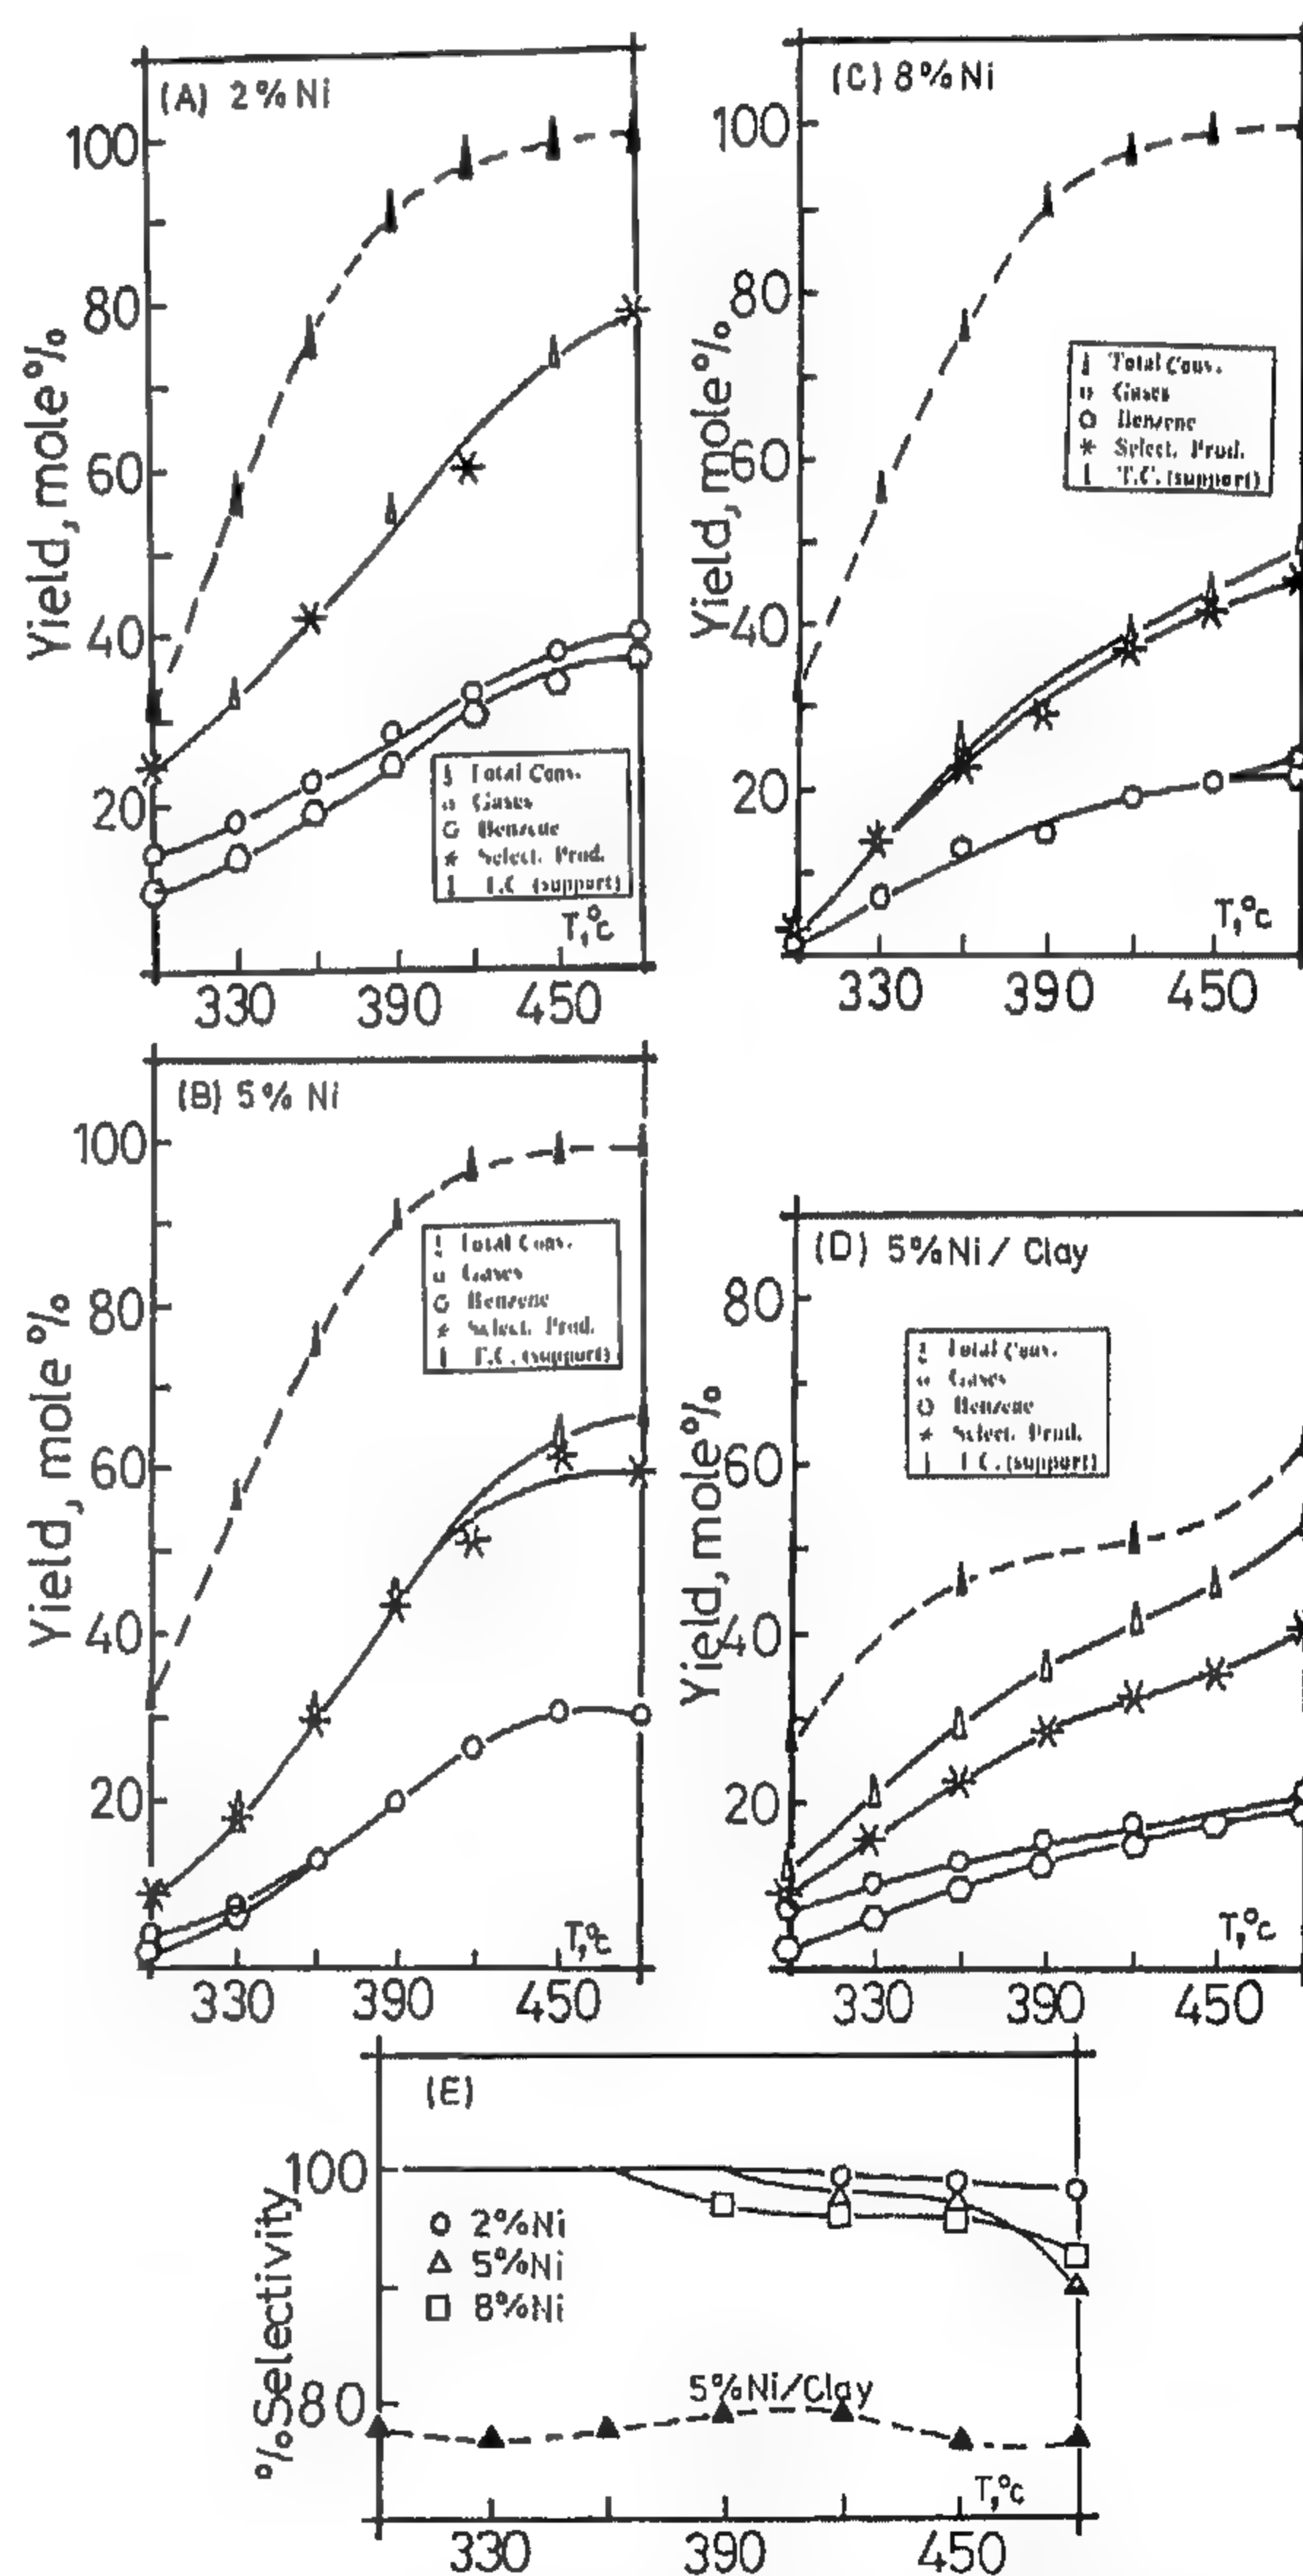 (A) 2%Ni
100
80
60
40
20
Yield, mole%
Total Conv.
Gases
Benzene
Select. Prod.
T.C. (support)
T,°c
330 390 450
(C) 8%Ni
100
80
60
40
20
Yield, mole%
Total Conv.
Gases
Benzene
Select. Prod.
T.C. (support)
T,°c
330 390 450
(B) 5% Ni
100
80
60
40
20
Yield, mole%
Total Conv.
Gases
Benzene
Select. Prod.
T.C. (support)
T,°c
330 390 450
(D) 5%Ni/ Clay
80
60
40
20
Yield, mole%
Total Conv.
Gases
Benzene
Select. Prod.
T.C. (support)
T,°c
330 390 450
(E)
100
80
%Selectivity
2%Ni
5%Ni
8%Ni
5%Ni/Clay
T,°c
330 390 450